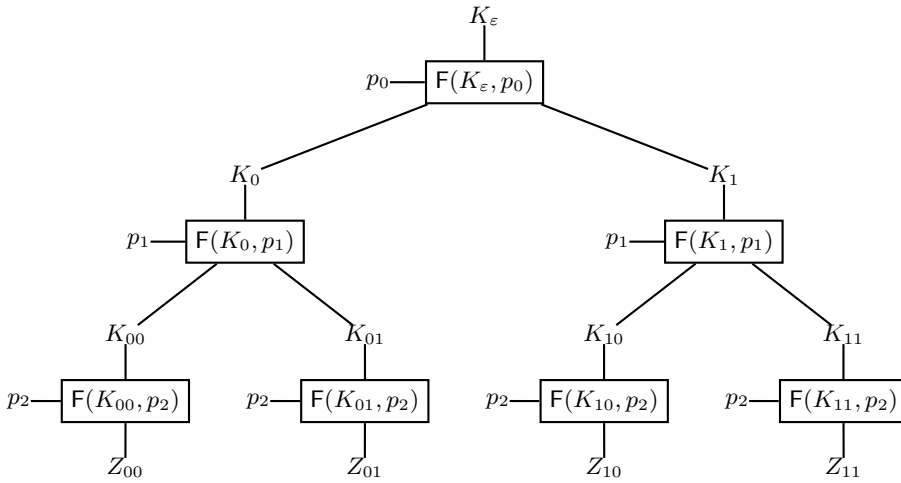 K_ε
p_0 F(K_ε, p_0)
K_0 K_1
p_1 F(K_0, p_1) p_1 F(K_1, p_1)
K_00 K_01 K_10 K_11
p_2 F(K_00, p_2) p_2 F(K_01, p_2) p_2 F(K_10, p_2) p_2 F(K_11, p_2)
Z_00 Z_01 Z_10 Z_11